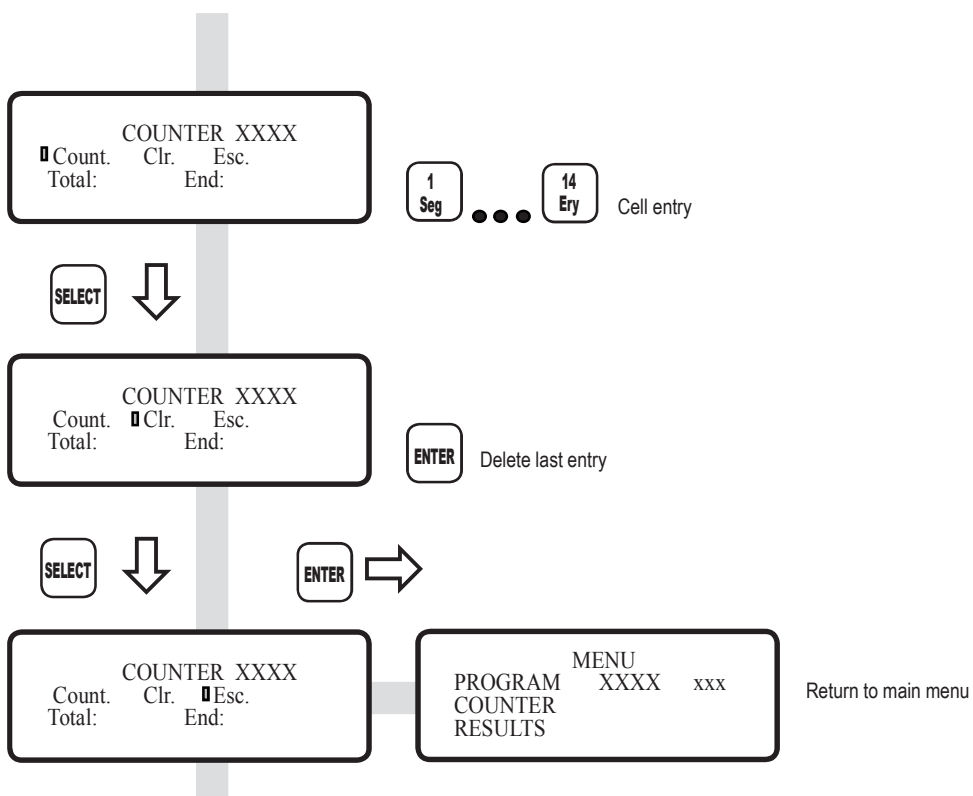 COUNTER XXXX
Count. Clr. Esc.
Total: End:
1
Seg
14
Ery
Cell entry
SELECT
COUNTER XXXX
Count. Clr. Esc.
Total: End:
ENTER
Delete last entry
SELECT
ENTER
COUNTER XXXX
Count. Clr. Esc.
Total: End:
MENU
PROGRAM XXXX xxx
COUNTER
RESULTS
Return to main menu